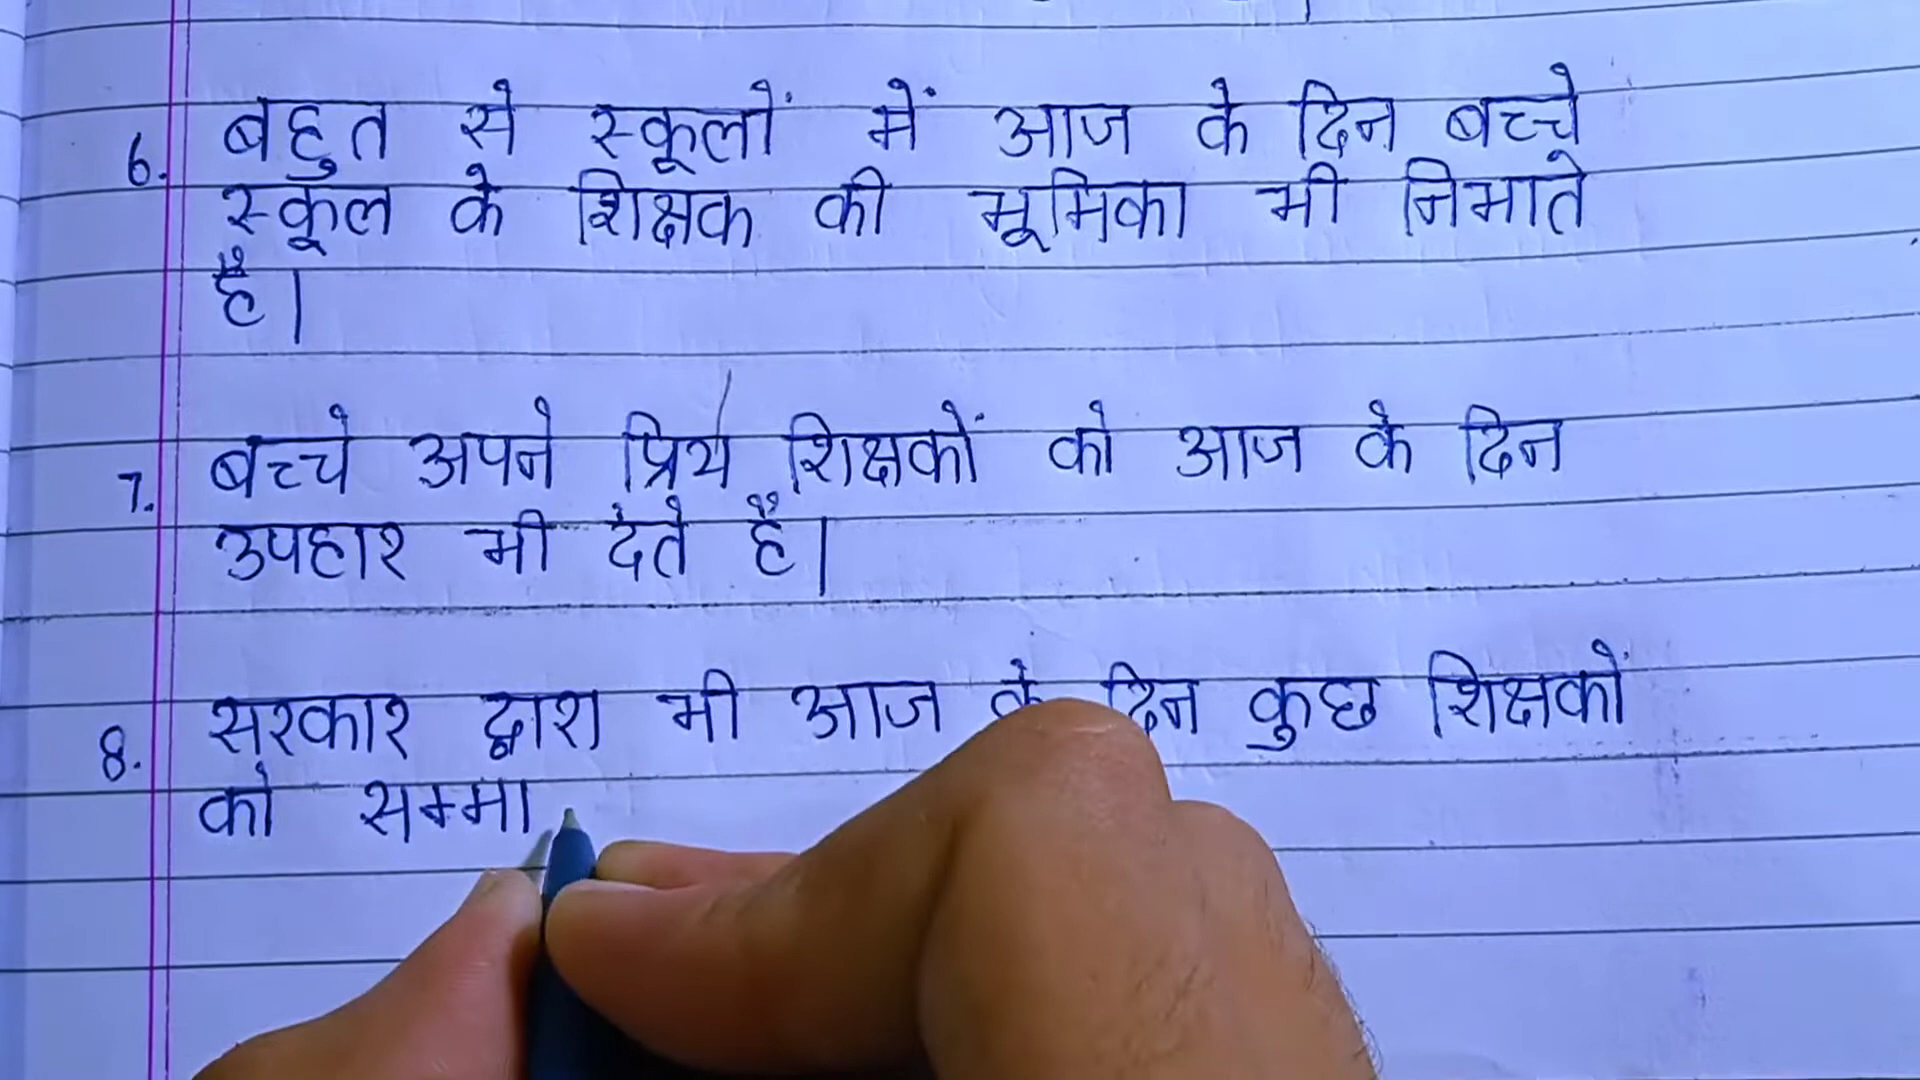 6. बहुत से स्कूलों में आज के दिन बच्चे
स्कूल के शिक्षक की भूमिका भी निभाते
है।
7. बच्चे अपने प्रिय शिक्षकों को आज के दिन
उपहार भी देते हैं।
8. सरकार द्वारा भी आज के दिन कुछ शिक्षकों
को सम्मा